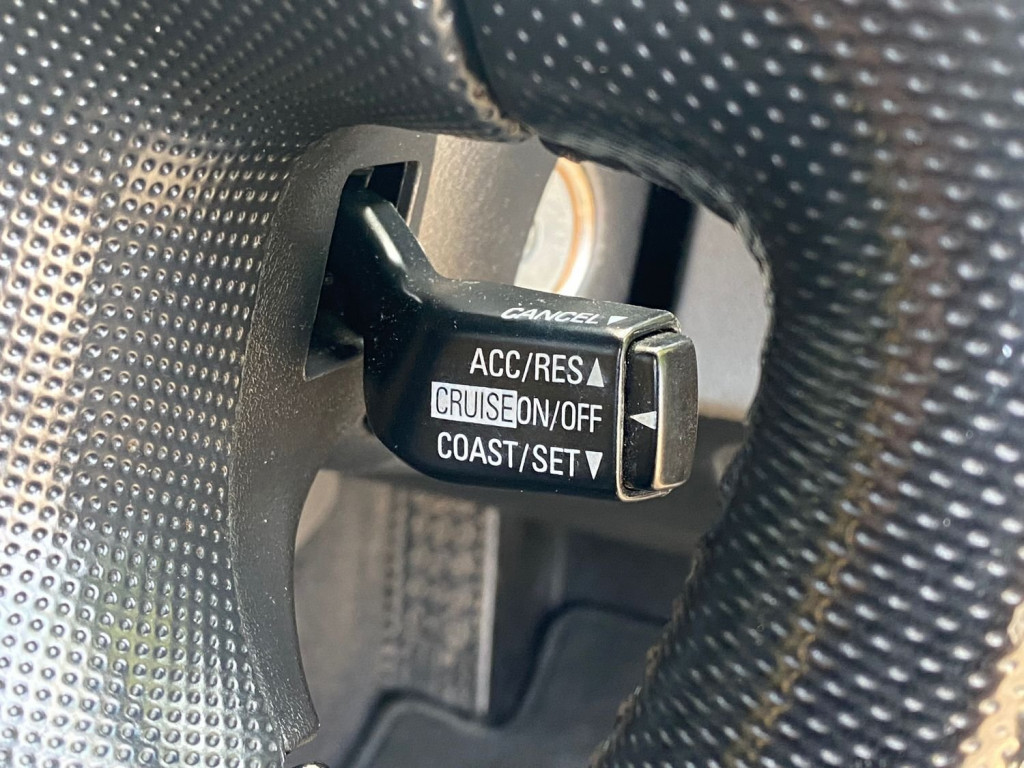 CANCEL▼
ACC/RES▲
CRUISE ON/OFF ◀
COAST/SET▼